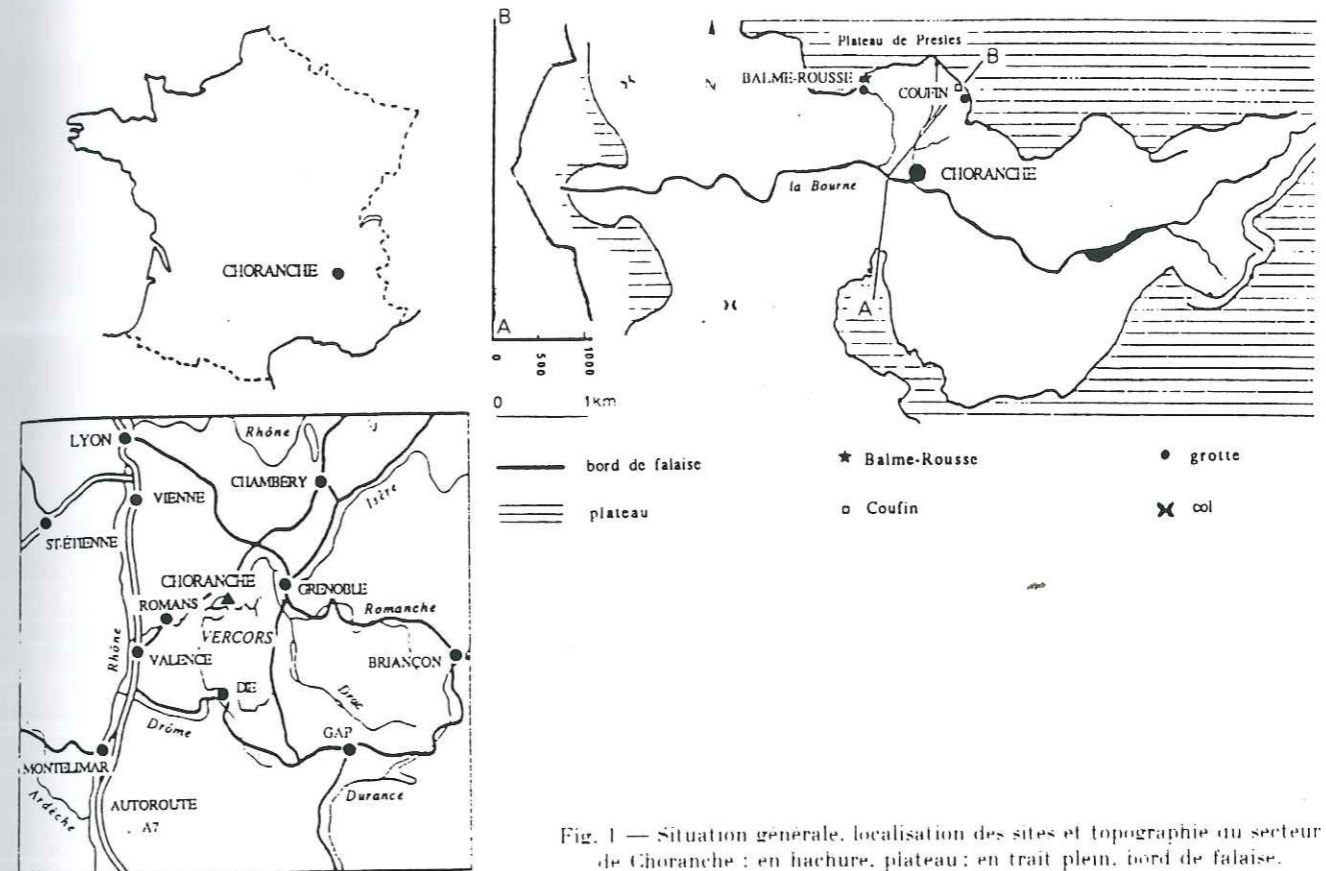 CHORANCHE
B
A
0
500
1000
0 1km
Plateau de Presles
B
BALME-ROUSSE
COUFIN
N
CHORANCHE
la Bourne
A
bord de falaise
plateau
★ Balme-Rousse
Coufin
grotte
col
LYON
Rhône
CHAMBÉRY
Isère
VIENNE
ST-ÉTIENNE
CHORANCHE
GRENOBLE
ROMANS
Romanche
VERCORS
Rhône
VALENCE
BRIANÇON
DIE
Drac
Drôme
GAP
MONTELIMAR
Durance
Ardèche
AUTOROUTE
A7
Fig. 1 — Situation générale, localisation des sites et topographie du secteur
de Choranche ; en hachure, plateau ; en trait plein, bord de falaise.